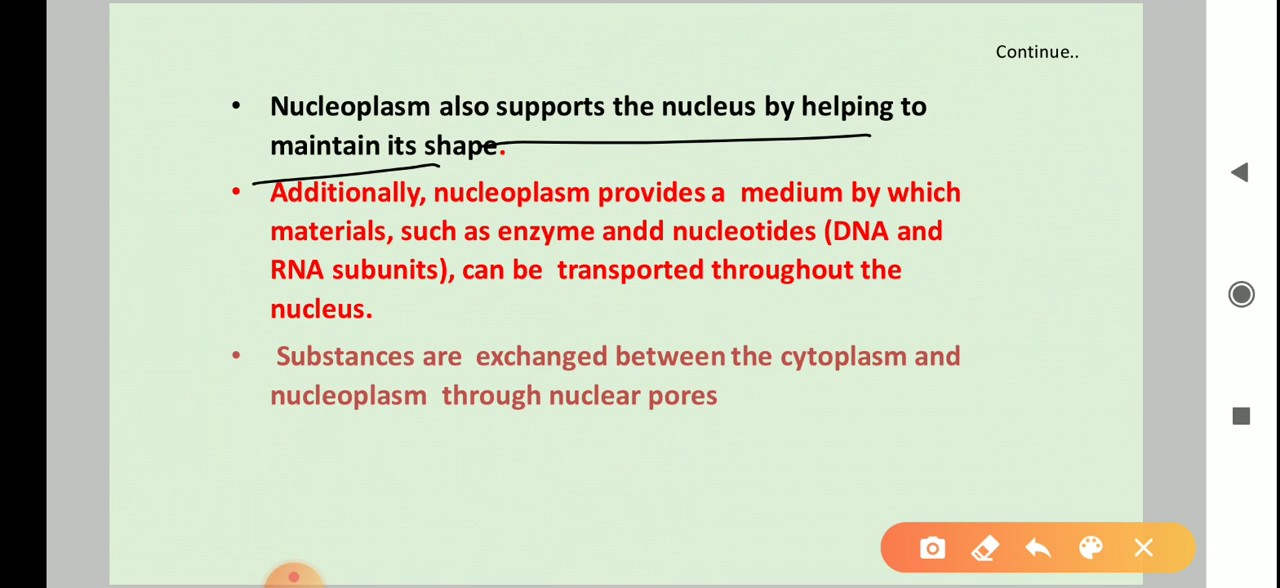 Continue..
• Nucleoplasm also supports the nucleus by helping to
maintain its shape.
• Additionally, nucleoplasm provides a medium by which
materials, such as enzyme andd nucleotides (DNA and
RNA subunits), can be transported throughout the
nucleus.
• Substances are exchanged between the cytoplasm and
nucleoplasm through nuclear pores